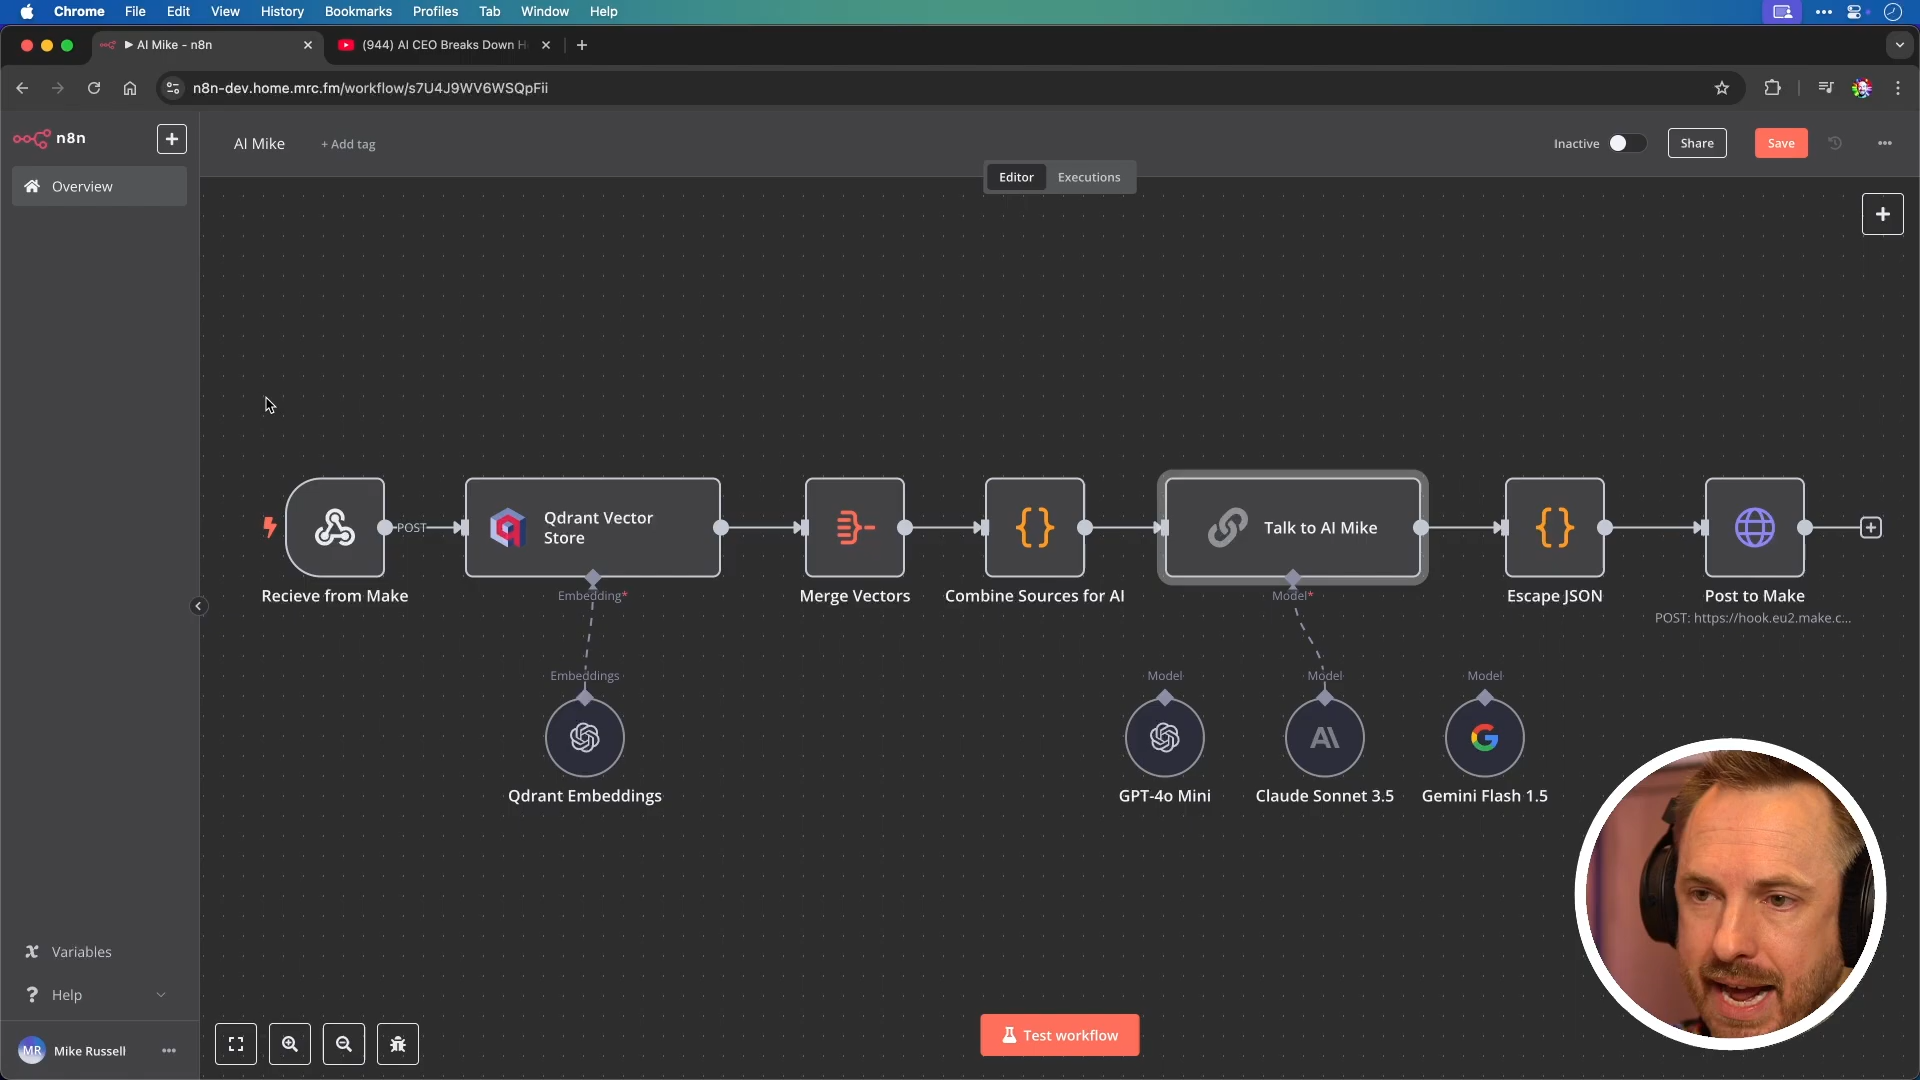 Chrome File Edit View History Bookmarks Profiles Tab Window Help
AI Mike - n8n
(944) AI CEO Breaks Down H
n8n-dev.home.mrc.fm/workflow/s7U4J9WV6WSQpFii
n8n
AI Mike
+ Add tag
Inactive
Share
Save
Editor
Executions
Overview
POST
Qdrant Vector
Store
Talk to AI Mike
Recieve from Make
Embedding*
Merge Vectors
Combine Sources for AI
Model*
Escape JSON
Post to Make
POST: https://hook.eu2.make.c...
Embeddings
Model
Model
Model
Qdrant Embeddings
GPT-4o Mini
Claude Sonnet 3.5
Gemini Flash 1.5
Variables
Help
Test workflow
MR
Mike Russell